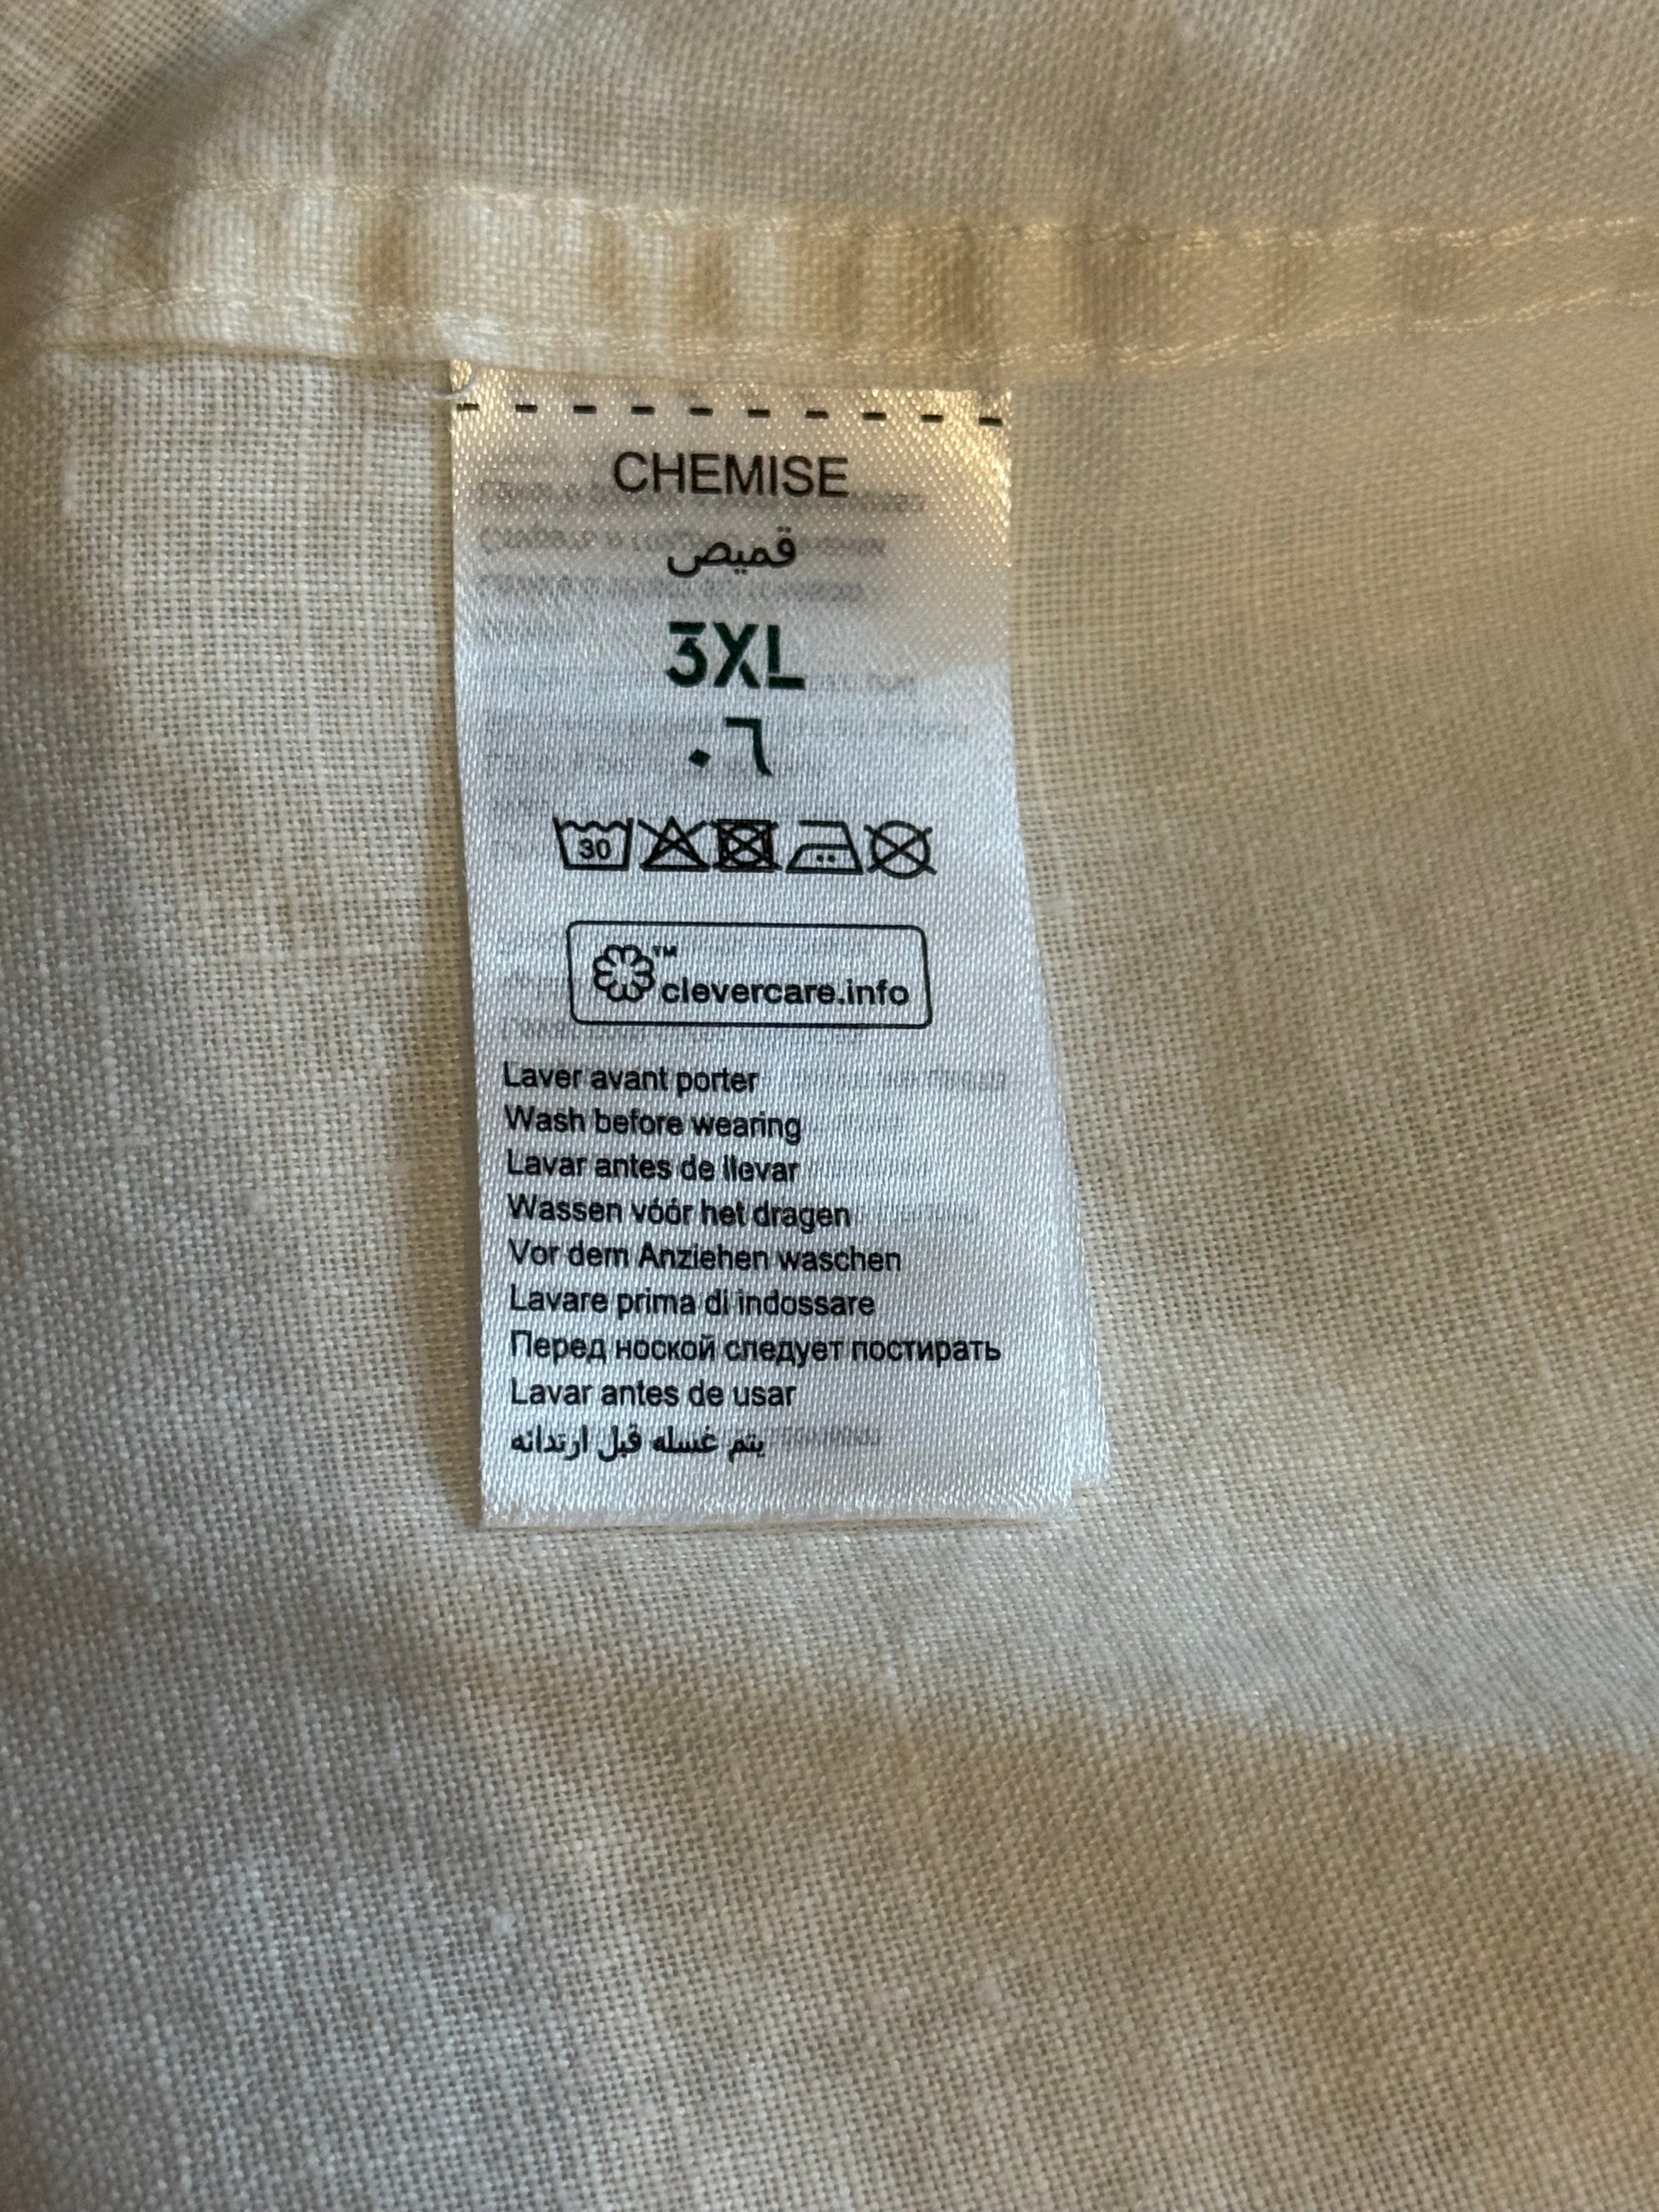 CHEMISE
قميص
3XL
٠٦
30
™
clevercare.info
Laver avant porter
Wash before wearing
Lavar antes de llevar
Wassen vóór het dragen
Vor dem Anziehen waschen
Lavare prima di indossare
Перед ноской следует постирать
Lavar antes de usar
يتم غسله قبل ارتدائه